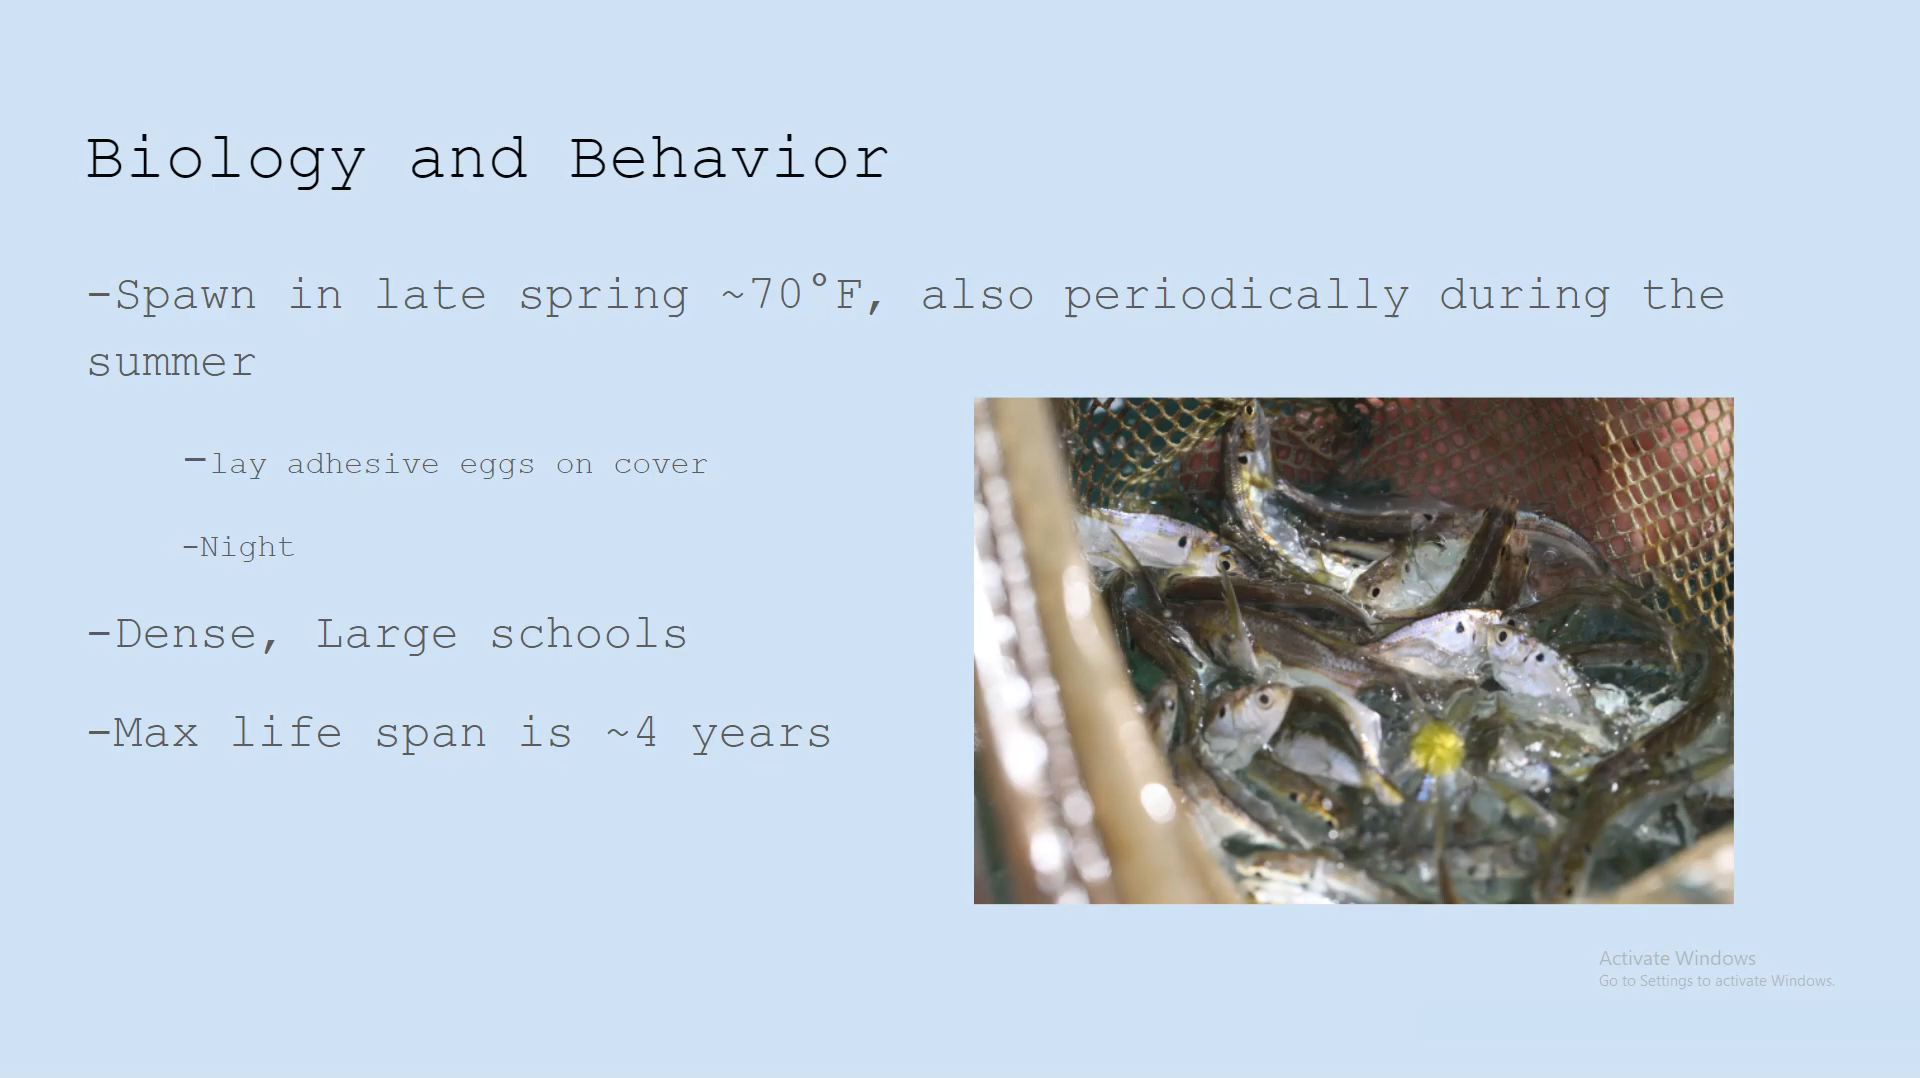 Biology and Behavior
-Spawn in late spring ~70°F, also periodically during the
summer
-lay adhesive eggs on cover
-Night
-Dense, Large schools
-Max life span is ~4 years
Activate Windows
Go to Settings to activate Windows.